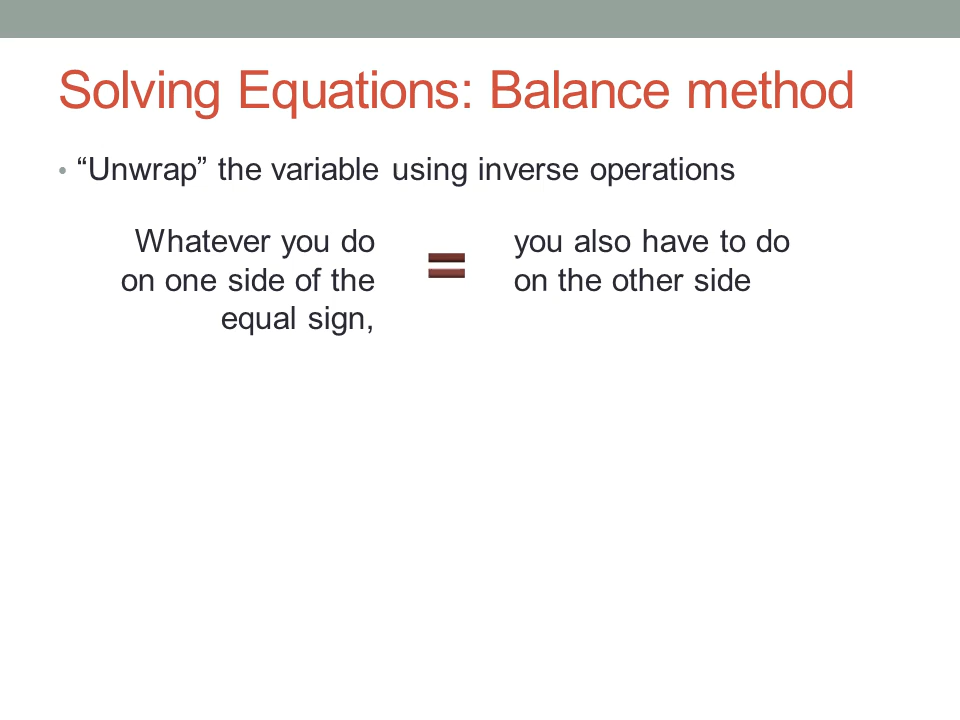 Solving Equations: Balance method
• “Unwrap” the variable using inverse operations
Whatever you do
on one side of the
equal sign,
=
you also have to do
on the other side